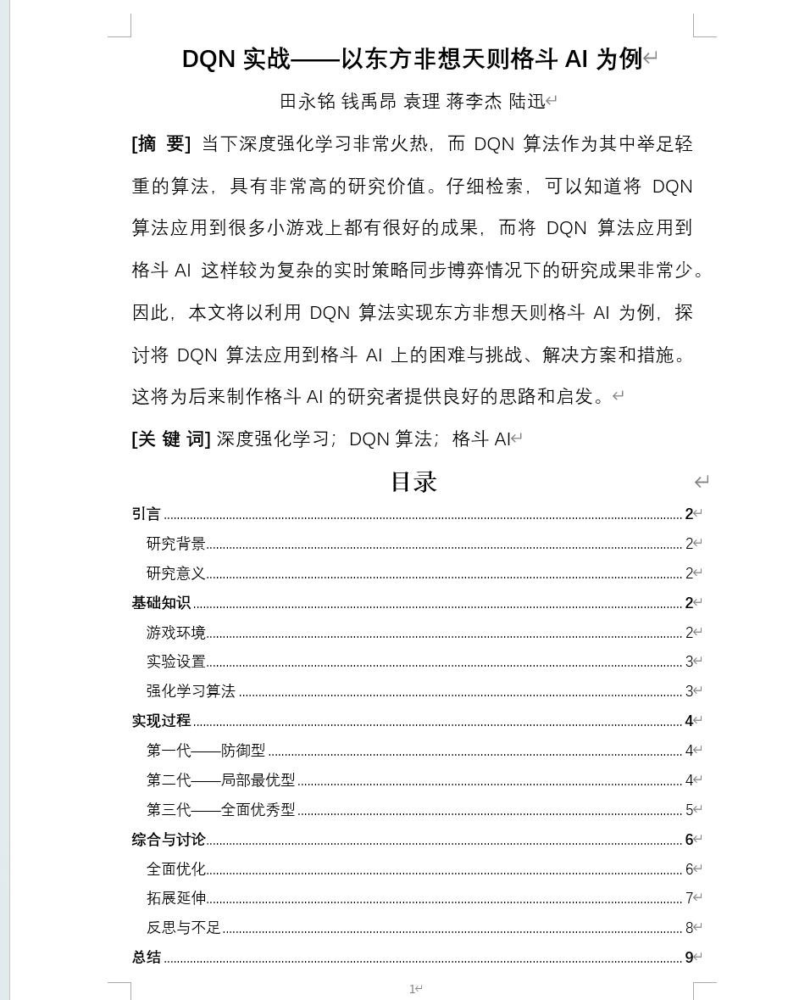 DQN 实战——以东方非想天则格斗 AI 为例
田永铭 钱禹昂 袁理 蒋李杰 陆迅
[摘 要] 当下深度强化学习非常火热，而 DQN 算法作为其中举足轻
重的算法，具有非常高的研究价值。仔细检索，可以知道将 DQN
算法应用到很多小游戏上都有很好的成果，而将 DQN 算法应用到
格斗 AI 这样较为复杂的实时策略同步博弈情况下的研究成果非常少。
因此，本文将以利用 DQN 算法实现东方非想天则格斗 AI 为例，探
讨将 DQN 算法应用到格斗 AI 上的困难与挑战、解决方案和措施。
这将为后来制作格斗 AI 的研究者提供良好的思路和启发。
[关 键 词] 深度强化学习；DQN 算法；格斗 AI
目录
引言 2
研究背景 2
研究意义 2
基础知识 2
游戏环境 2
实验设置 3
强化学习算法 3
实现过程 4
第一代——防御型 4
第二代——局部最优型 4
第三代——全面优秀型 5
综合与讨论 6
全面优化 6
拓展延伸 7
反思与不足 8
总结 9
1